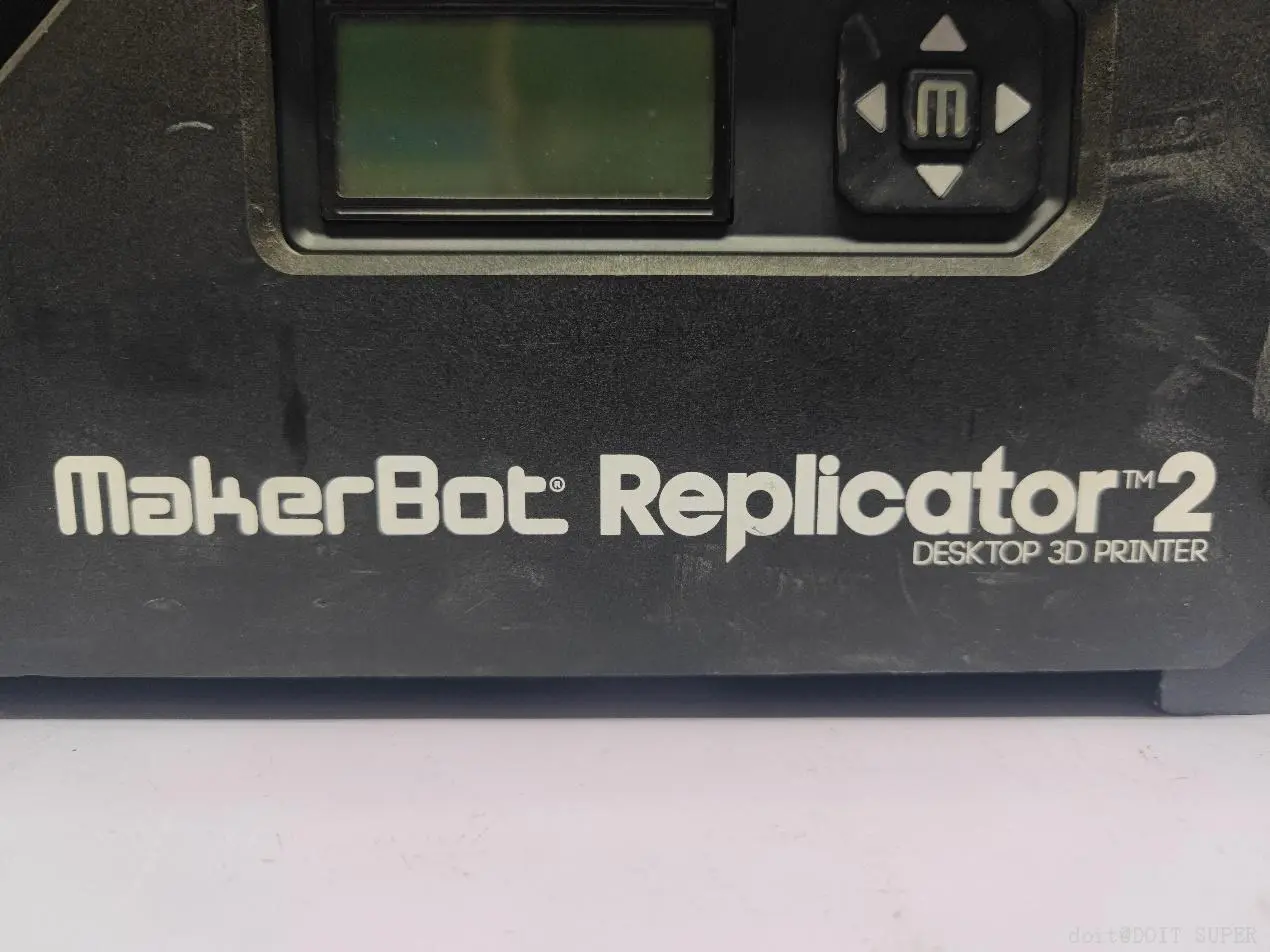 m
MakerBot® Replicator™2
DESKTOP 3D PRINTER
doit@DOIT SUPER